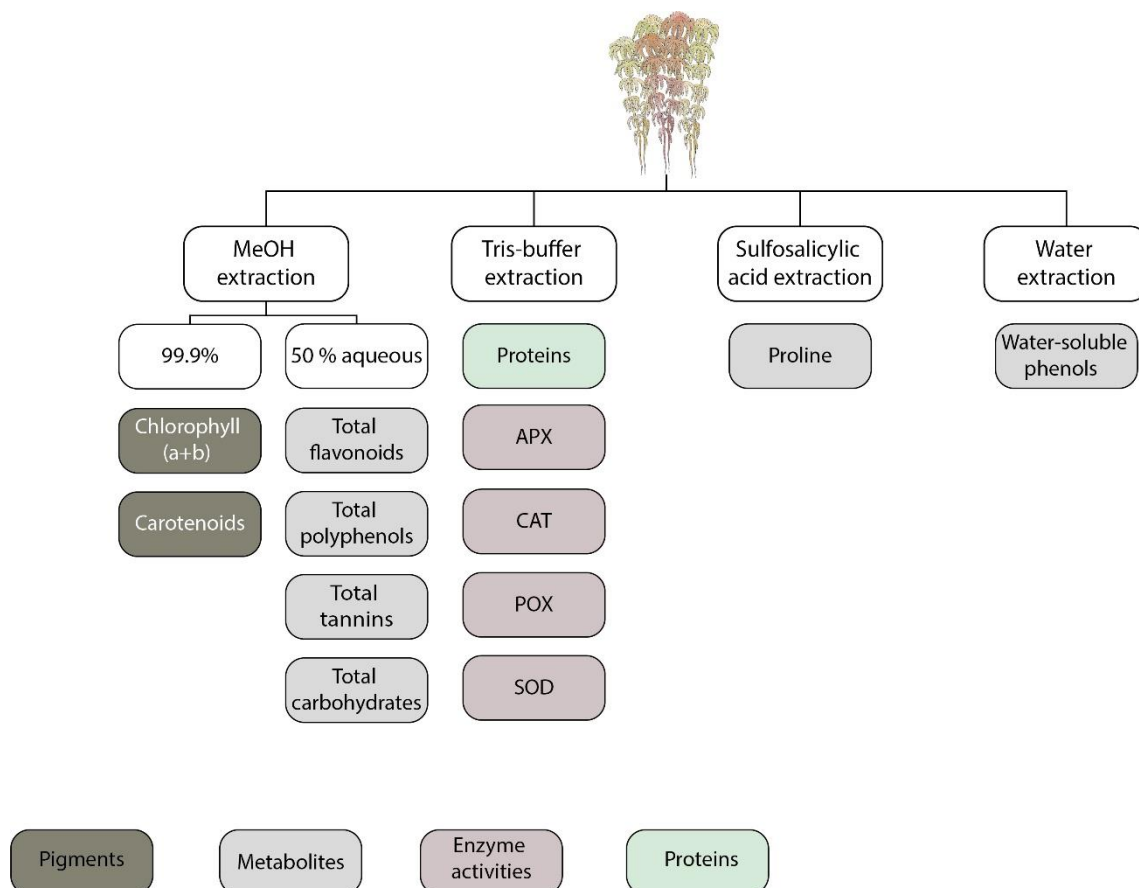 MeOH
extraction
Tris-buffer
extraction
Sulfosalicylic
acid extraction
Water
extraction
99.9%
50 % aqueous
Proteins
Proline
Water-soluble
phenols
Chlorophyll
(a+b)
Total
flavonoids
APX
Carotenoids
Total
polyphenols
CAT
Total
tannins
POX
Total
carbohydrates
SOD
Pigments
Metabolites
Enzyme
activities
Proteins